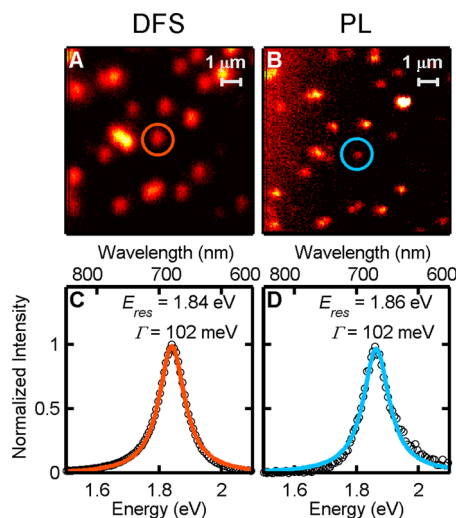 DFS PL
A 1 μm B 1 μm
Wavelength (nm) Wavelength (nm)
800 700 600 800 700 600
C E_res = 1.84 eV D E_res = 1.86 eV
Γ = 102 meV Γ = 102 meV
Normalized Intensity
1
0.5
0
1.6 1.8 2 1.6 1.8 2
Energy (eV) Energy (eV)